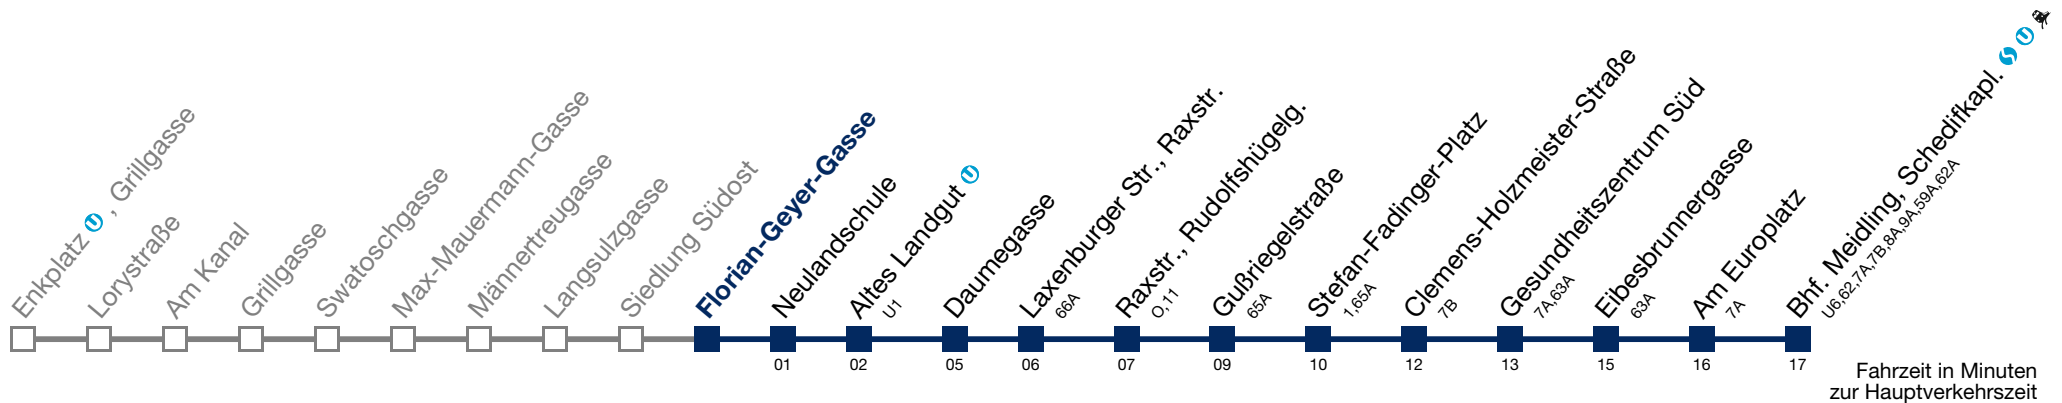 Enkplatz U, Grillgasse
Lorystraße
Am Kanal
Grillgasse
Swatoschgasse
Max-Mauermann-Gasse
Männertreugasse
Langsulzgasse
Siedlung Südost
Florian-Geyer-Gasse
Neulandschule
01
Altes Landgut U
U1
02
Daumegasse
05
Laxenburger Str., Raxstr.
66A
06
Raxstr., Rudolfshügelg.
O,11
07
Gußriegelstraße
65A
09
Stefan-Fadinger-Platz
1,65A
10
Clemens-Holzmeister-Straße
7B
12
Gesundheitszentrum Süd
7A,63A
13
Eibesbrunnergasse
63A
15
Am Europlatz
7A
16
Bhf. Meidling, Schedifkapl. S U
U6,62,7A,7B,8A,9A,59A,62A
17
Fahrzeit in Minuten
zur Hauptverkehrszeit